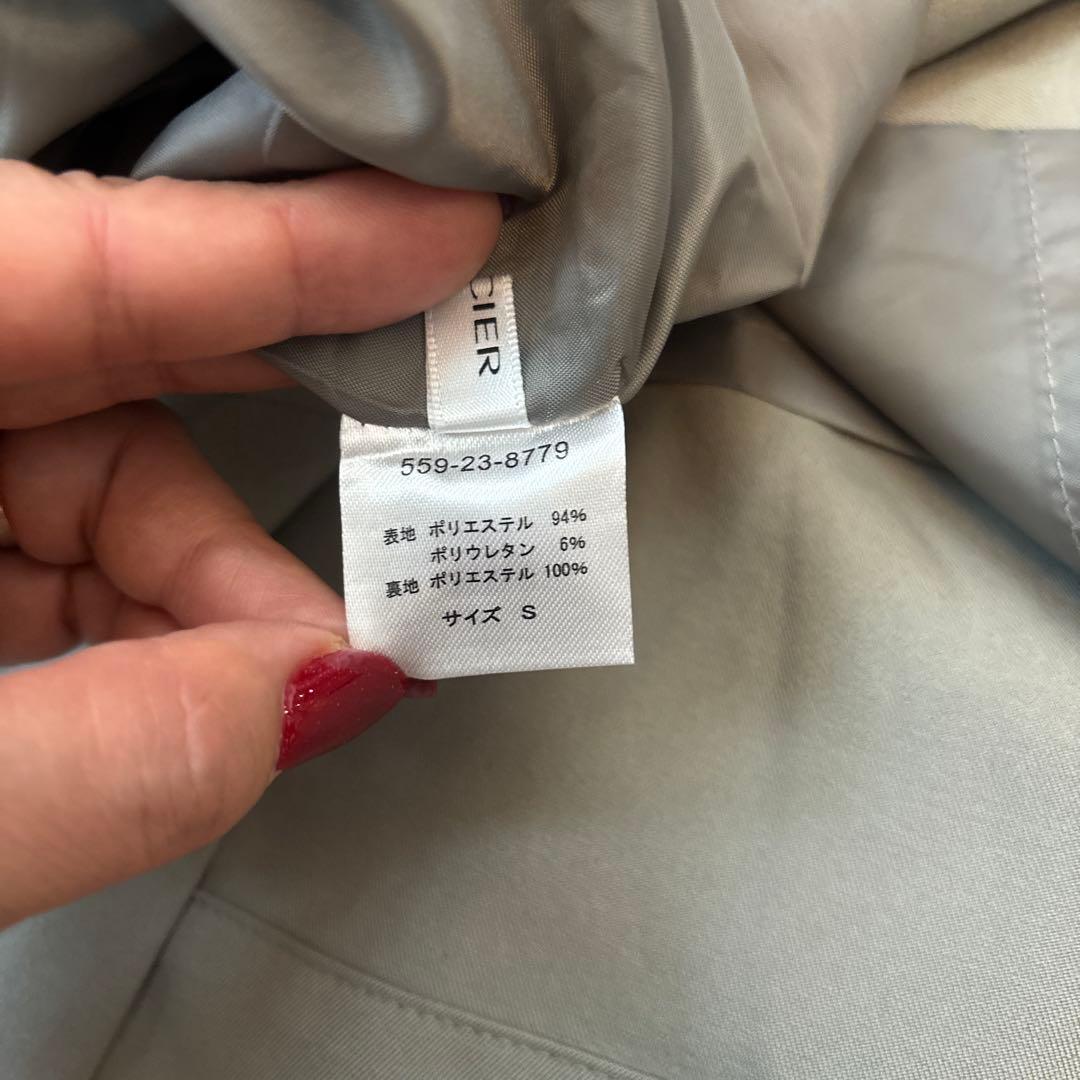 CIER
559-23-8779
表地 ポリエステル 94%
ポリウレタン 6%
裏地 ポリエステル 100%
サイズ S